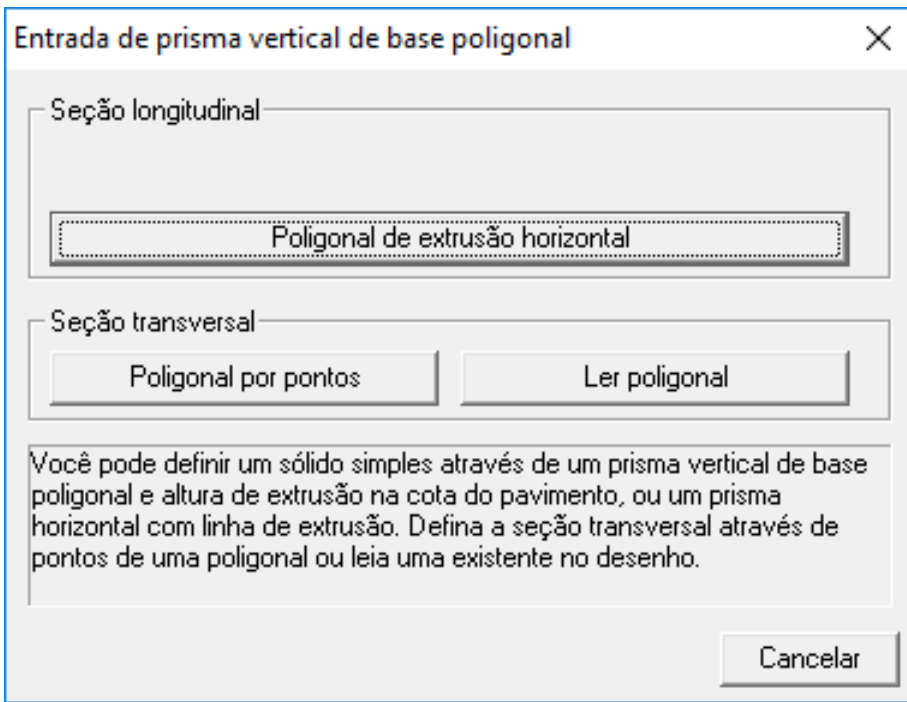 Entrada de prisma vertical de base poligonal
Seção longitudinal
Poligonal de extrusão horizontal
Seção transversal
Poligonal por pontos
Ler poligonal
Você pode definir um sólido simples através de um prisma vertical de base
poligonal e altura de extrusão na cota do pavimento, ou um prisma
horizontal com linha de extrusão. Defina a seção transversal através de
pontos de uma poligonal ou leia uma existente no desenho.
Cancelar